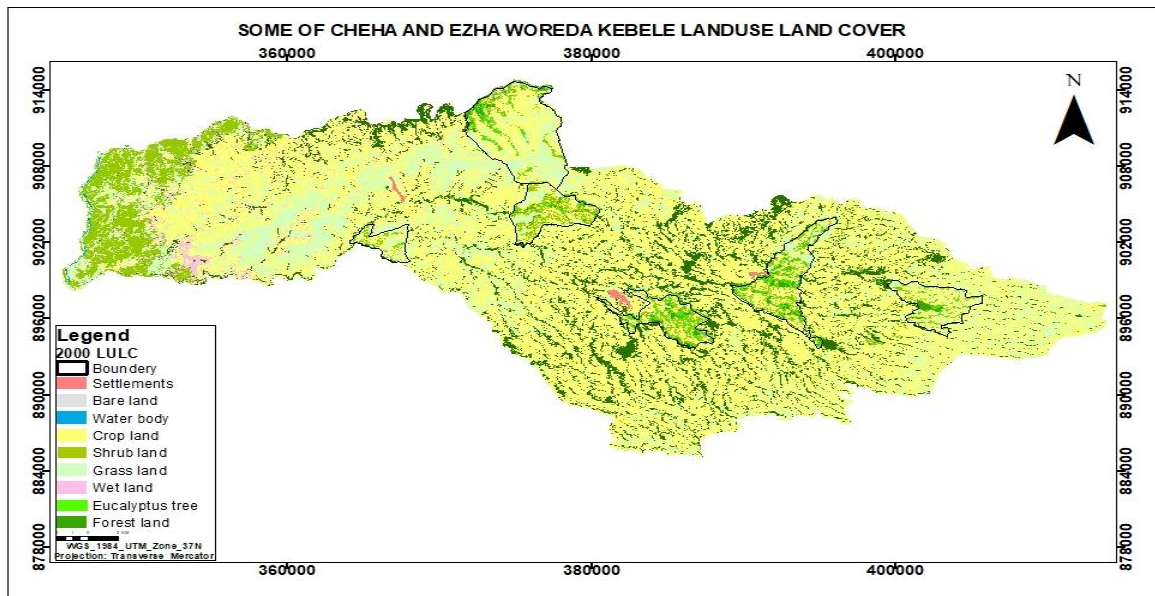 SOME OF CHEHA AND EZHA WOREDA KEBELE LANDUSE LAND COVER
360000 380000 400000
914000 914000
N
908000 908000
902000 902000
896000 896000
890000 890000
884000 884000
878000 878000
Legend
2000 LULC
Boundery
Settlements
Bare land
Water body
Crop land
Shrub land
Grass land
Wet land
Eucalyptus tree
Forest land
WGS_1984_UTM_Zone_37N
Projection: Transverse Mercator
360000 380000 400000